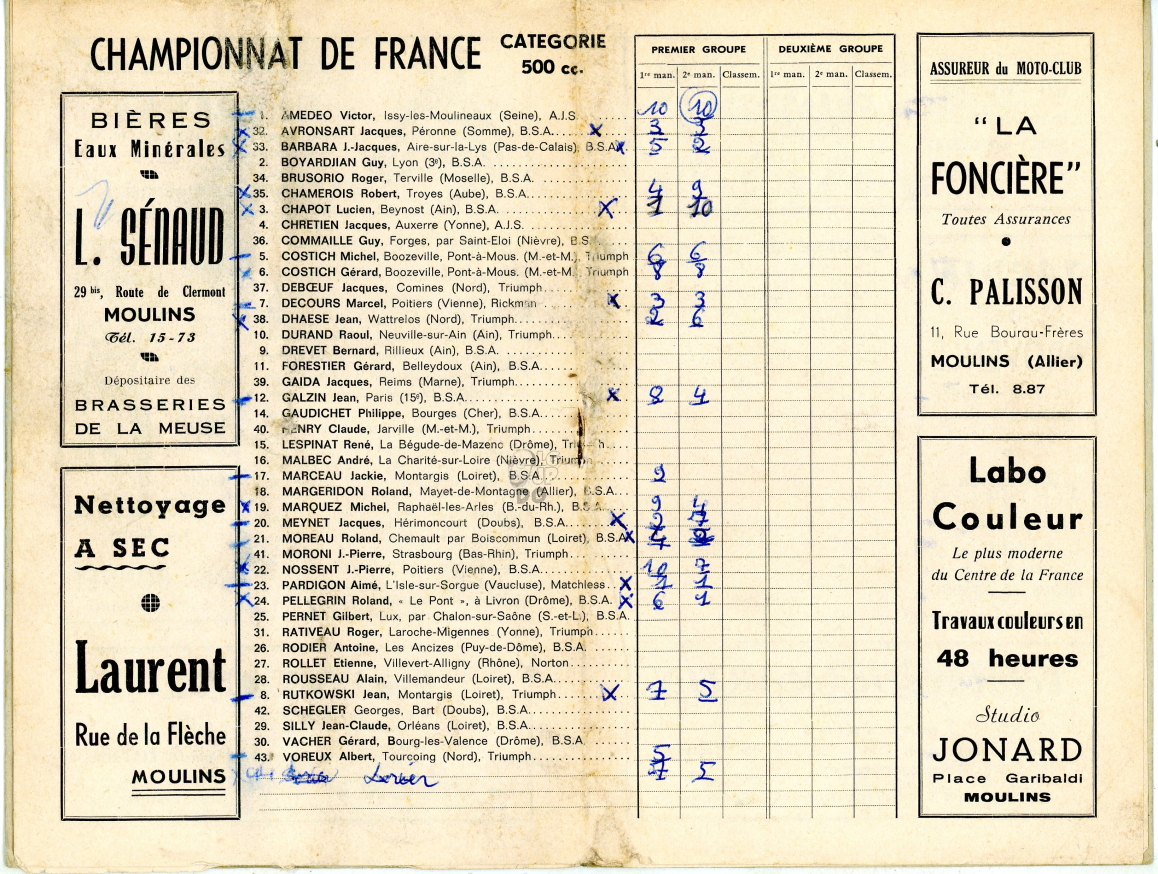 CHAMPIONNAT DE FRANCE CATEGORIE
500 cc.
BIÈRES
Eaux Minérales
L. SÉNAUD
29 bis, Route de Clermont
MOULINS
Tél. 15-73
Dépositaire des
BRASSERIES
DE LA MEUSE
Nettoyage
A SEC
Laurent
Rue de la Flèche
MOULINS
PREMIER GROUPE DEUXIÈME GROUPE
1re man. 2e man. Classem. 1re man. 2e man. Classem.
1. AMEDEO Victor, Issy-les-Moulineaux (Seine), A.J.S. 10 10
32. AVRONSART Jacques, Péronne (Somme), B.S.A. x 3 3
33. BARBARA J.-Jacques, Aire-sur-la-Lys (Pas-de-Calais), B.S.A. x 5 2
2. BOYARDJIAN Guy, Lyon (3e), B.S.A.
34. BRUSORIO Roger, Terville (Moselle), B.S.A.
35. CHAMEROIS Robert, Troyes (Aube), B.S.A. 4 9
3. CHAPOT Lucien, Beynost (Ain), B.S.A. x 1 10
4. CHRETIEN Jacques, Auxerre (Yonne), A.J.S.
36. COMMAILLE Guy, Forges, par Saint-Eloi (Nièvre), B.S.
5. COSTICH Michel, Boozeville, Pont-à-Mous. (M.-et-M.), Triumph 6 6
6. COSTICH Gérard, Boozeville, Pont-à-Mous. (M.-et-M. Triumph 8 8
37. DEBŒUF Jacques, Comines (Nord), Triumph
7. DECOURS Marcel, Poitiers (Vienne), Rickman x 3 3
38. DHAESE Jean, Wattrelos (Nord), Triumph 2 6
10. DURAND Raoul, Neuville-sur-Ain (Ain), Triumph
9. DREVET Bernard, Rillieux (Ain), B.S.A.
11. FORESTIER Gérard, Belleydoux (Ain), B.S.A.
39. GAIDA Jacques, Reims (Marne), Triumph
12. GALZIN Jean, Paris (15e), B.S.A. x 8 4
14. GAUDICHET Philippe, Bourges (Cher), B.S.A.
40. HENRY Claude, Jarville (M.-et-M.), Triumph
15. LESPINAT René, La Bégude-de-Mazenc (Drôme), Tri h
16. MALBEC André, La Charité-sur-Loire (Nièvre), Triumph
17. MARCEAU Jackie, Montargis (Loiret), B.S.A. 9
18. MARGERIDON Roland, Mayet-de-Montagne (Allier), B.S.A.
19. MARQUEZ Michel, Raphaël-les-Arles (B.-du-Rh.), B.S.A. 9 4
20. MEYNET Jacques, Hérimoncourt (Doubs), B.S.A. x 2 7
21. MOREAU Roland, Chemault par Boiscommun (Loiret), B.S.A. x
41. MORONI J.-Pierre, Strasbourg (Bas-Rhin), Triumph
22. NOSSENT J.-Pierre, Poitiers (Vienne), B.S.A. 10 7
23. PARDIGON Aimé, L'Isle-sur-Sorgue (Vaucluse), Matchless x 1 1
24. PELLEGRIN Roland, « Le Pont », à Livron (Drôme), B.S.A. x 6 1
25. PERNET Gilbert, Lux, par Chalon-sur-Saône (S.-et-L.), B.S.A.
31. RATIVEAU Roger, Laroche-Migennes (Yonne), Triumph
26. RODIER Antoine, Les Ancizes (Puy-de-Dôme), B.S.A.
27. ROLLET Etienne, Villevert-Alligny (Rhône), Norton
28. ROUSSEAU Alain, Villemandeur (Loiret), B.S.A.
8. RUTKOWSKI Jean, Montargis (Loiret), Triumph x 7 5
42. SCHEGLER Georges, Bart (Doubs), B.S.A.
29. SILLY Jean-Claude, Orléans (Loiret), B.S.A.
30. VACHER Gérard, Bourg-les-Valence (Drôme), B.S.A.
43. VOREUX Albert, Tourcoing (Nord), Triumph 5
7 5
ASSUREUR du MOTO-CLUB
"LA
FONCIÈRE"
Toutes Assurances
C. PALISSON
11, Rue Bourau-Frères
MOULINS (Allier)
Tél. 8.87
Labo
Couleur
Le plus moderne
du Centre de la France
Travaux couleurs en
48 heures
Studio
JONARD
Place Garibaldi
MOULINS